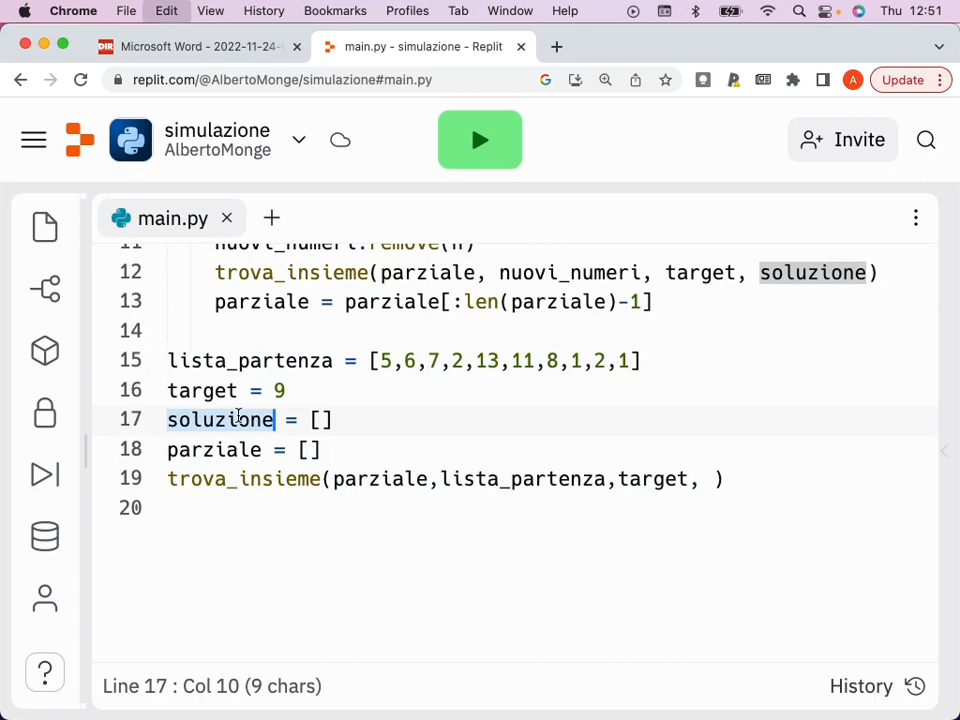 Chrome File Edit View History Bookmarks Profiles Tab Window Help Thu 12:51
DIR Microsoft Word - 2022-11-24- main.py - simulazione - Replit
replit.com/@AlbertoMonge/simulazione#main.py A Update
simulazione
AlbertoMonge
Invite
main.py
11 nuovi_numeri.remove(n)
12 trova_insieme(parziale, nuovi_numeri, target, soluzione)
13 parziale = parziale[:len(parziale)-1]
14
15 lista_partenza = [5,6,7,2,13,11,8,1,2,1]
16 target = 9
17 soluzione = []
18 parziale = []
19 trova_insieme(parziale,lista_partenza,target, )
20
?
Line 17 : Col 10 (9 chars) History